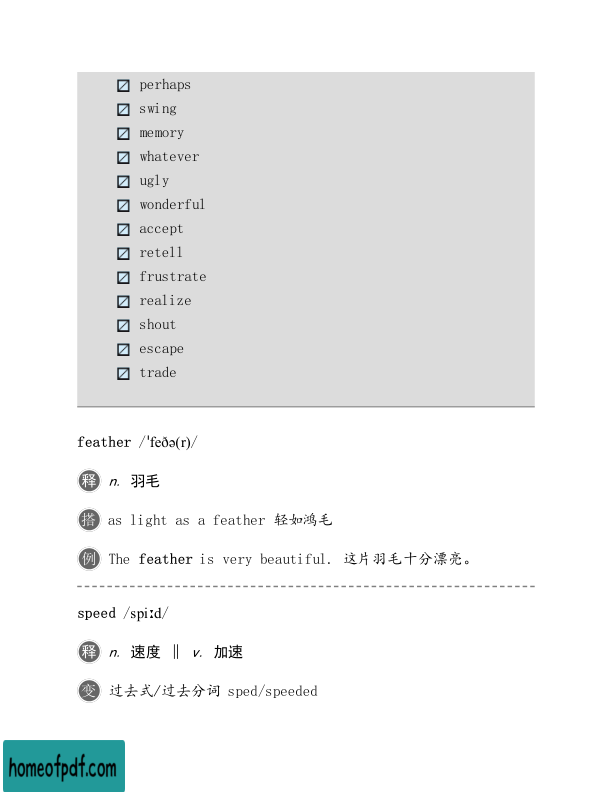 perhaps
swing
memory
whatever
ugly
wonderful
accept
retell
frustrate
realize
shout
escape
trade
feather /ˈfeðə(r)/
释 n. 羽毛
搭 as light as a feather 轻如鸿毛
例 The feather is very beautiful. 这片羽毛十分漂亮。
speed /spiːd/
释 n. 速度 ‖ v. 加速
变 过去式/过去分词 sped/speeded
homeofpdf.com